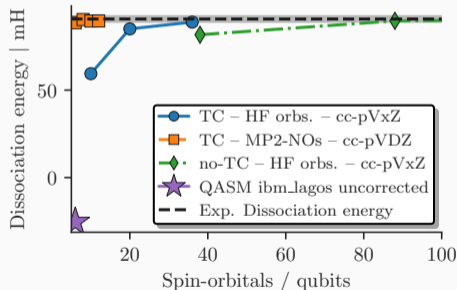 Dissociation energy | mH
50
0
TC – HF orbs. – cc-pVxZ
TC – MP2-NOs – cc-pVDZ
no-TC – HF orbs. – cc-pVxZ
QASM ibm_lagos uncorrected
Exp. Dissociation energy
20 40 60 80 100
Spin-orbitals / qubits